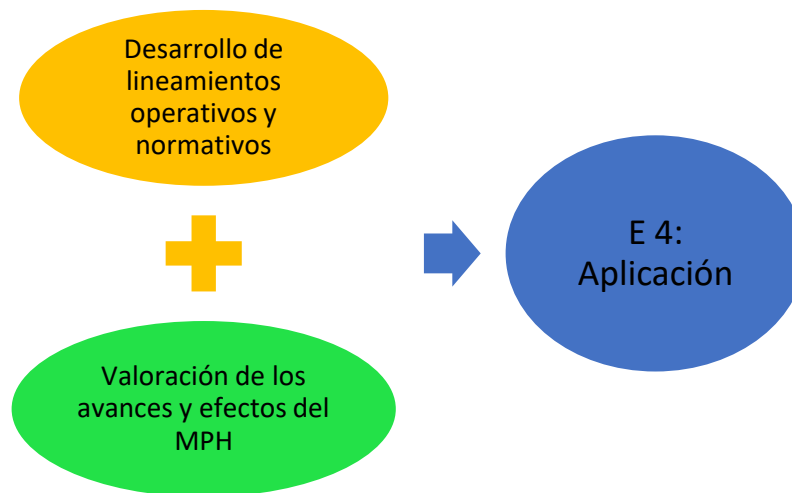 Desarrollo de
lineamientos
operativos y
normativos
Valoración de los
avances y efectos del
MPH
E 4:
Aplicación